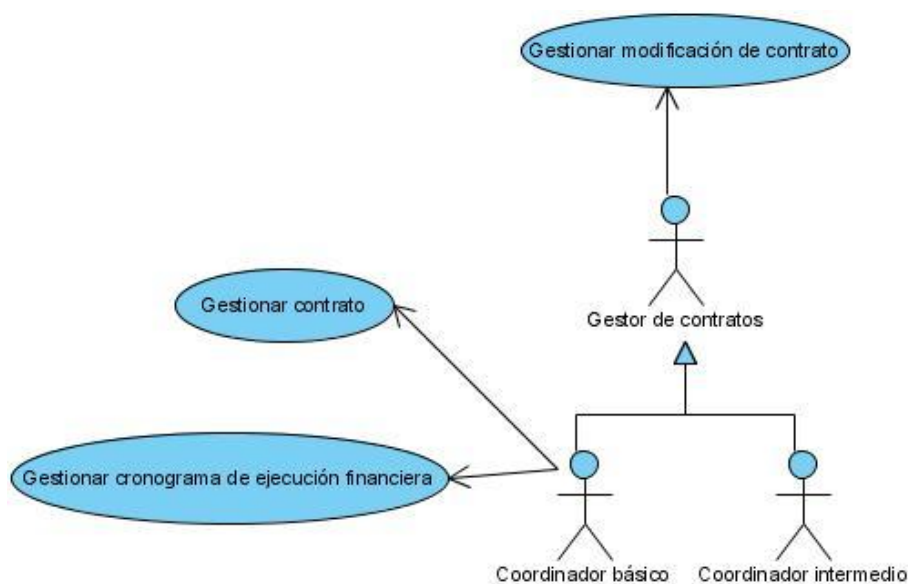 Gestionar modificación de contrato
Gestor de contratos
Gestionar contrato
Gestionar cronograma de ejecución financiera
Coordinador básico
Coordinador intermedio